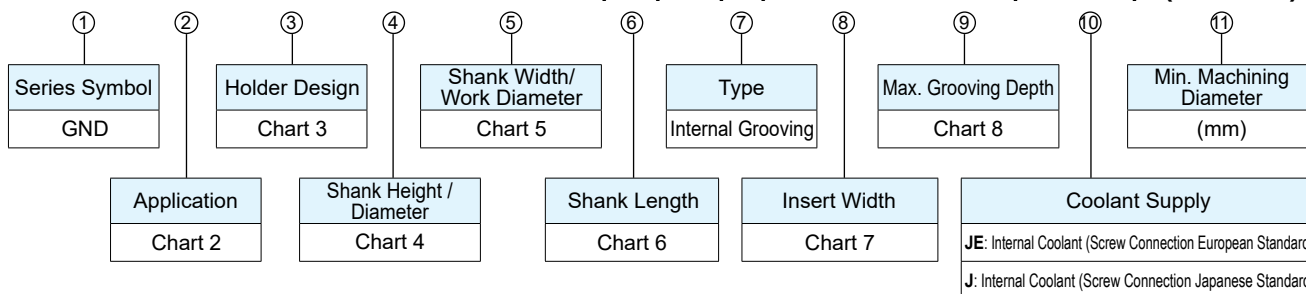 ① ② ③ ④ ⑤ ⑥ ⑦ ⑧ ⑨ ⑩ ⑪
Series Symbol
GND
Holder Design
Chart 3
Shank Width/
Work Diameter
Chart 5
Type
Internal Grooving
Max. Grooving Depth
Chart 8
Min. Machining
Diameter
(mm)
Application
Chart 2
Shank Height /
Diameter
Chart 4
Shank Length
Chart 6
Insert Width
Chart 7
Coolant Supply
JE: Internal Coolant (Screw Connection European Standard
J: Internal Coolant (Screw Connection Japanese Standard